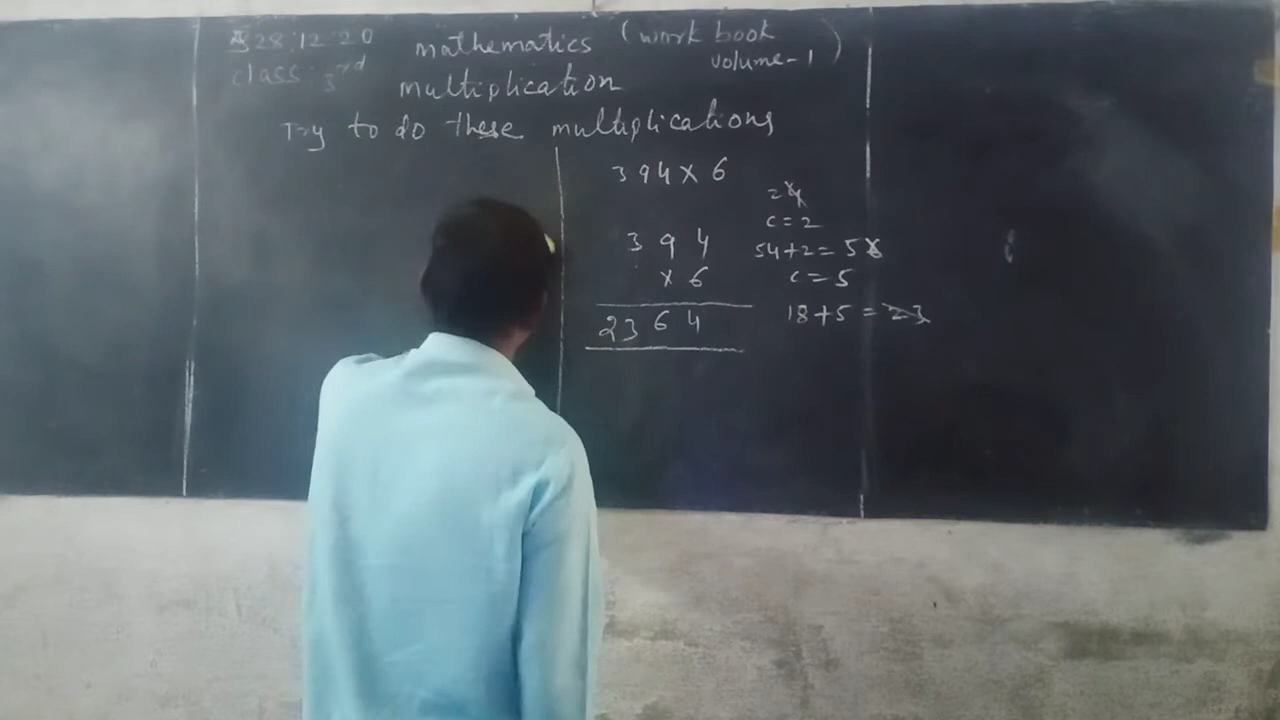 28.12.20 mathematics (work book
class: 3rd volume-1)
multiplication
Try to do these multiplications
394 x 6
= 24
c = 2
3 9 4 54+2 = 56
x 6 c = 5
2 3 6 4 18+5 = 23